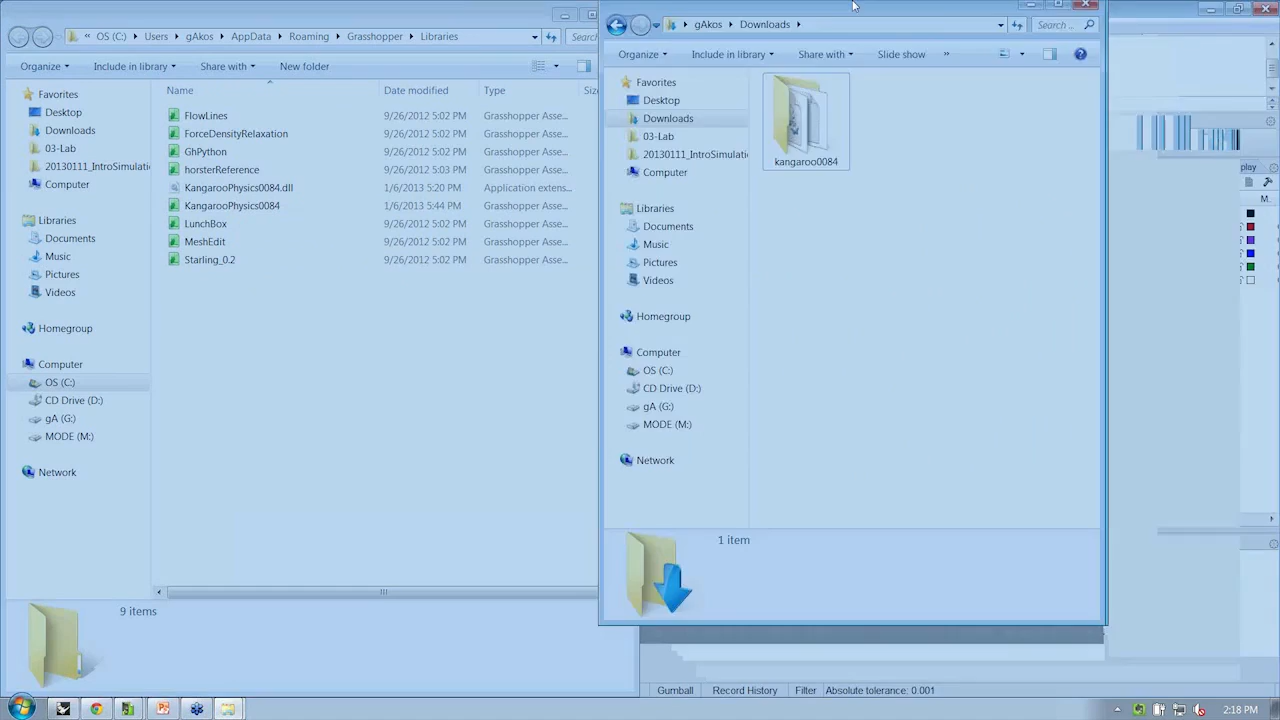 « OS (C:) Users gAkos AppData Roaming Grasshopper Libraries
Organize Include in library Share with New folder
Name Date modified Type
FlowLines 9/26/2012 5:02 PM Grasshopper Asse...
ForceDensityRelaxation 9/26/2012 5:02 PM Grasshopper Asse...
GhPython 9/26/2012 5:02 PM Grasshopper Asse...
horsterReference 9/26/2012 5:03 PM Grasshopper Asse...
KangarooPhysics0084.dll 1/6/2013 5:20 PM Application extens...
KangarooPhysics0084 1/6/2013 5:44 PM Grasshopper Asse...
LunchBox 9/26/2012 5:02 PM Grasshopper Asse...
MeshEdit 9/26/2012 5:02 PM Grasshopper Asse...
Starling_0.2 9/26/2012 5:02 PM Grasshopper Asse...
Favorites
Desktop
Downloads
03-Lab
20130111_IntroSimulati
Computer
Libraries
Documents
Music
Pictures
Videos
Homegroup
Computer
OS (C:)
CD Drive (D:)
gA (G:)
MODE (M:)
Network
9 items
gAkos Downloads Search ...
Organize Include in library Share with Slide show »
Favorites
Desktop
Downloads
03-Lab
20130111_IntroSimulati
Computer
Libraries
Documents
Music
Pictures
Videos
Homegroup
Computer
OS (C:)
CD Drive (D:)
gA (G:)
MODE (M:)
Network
kangaroo0084
1 item
play
M..
Gumball Record History Filter Absolute tolerance: 0.001
2:18 PM